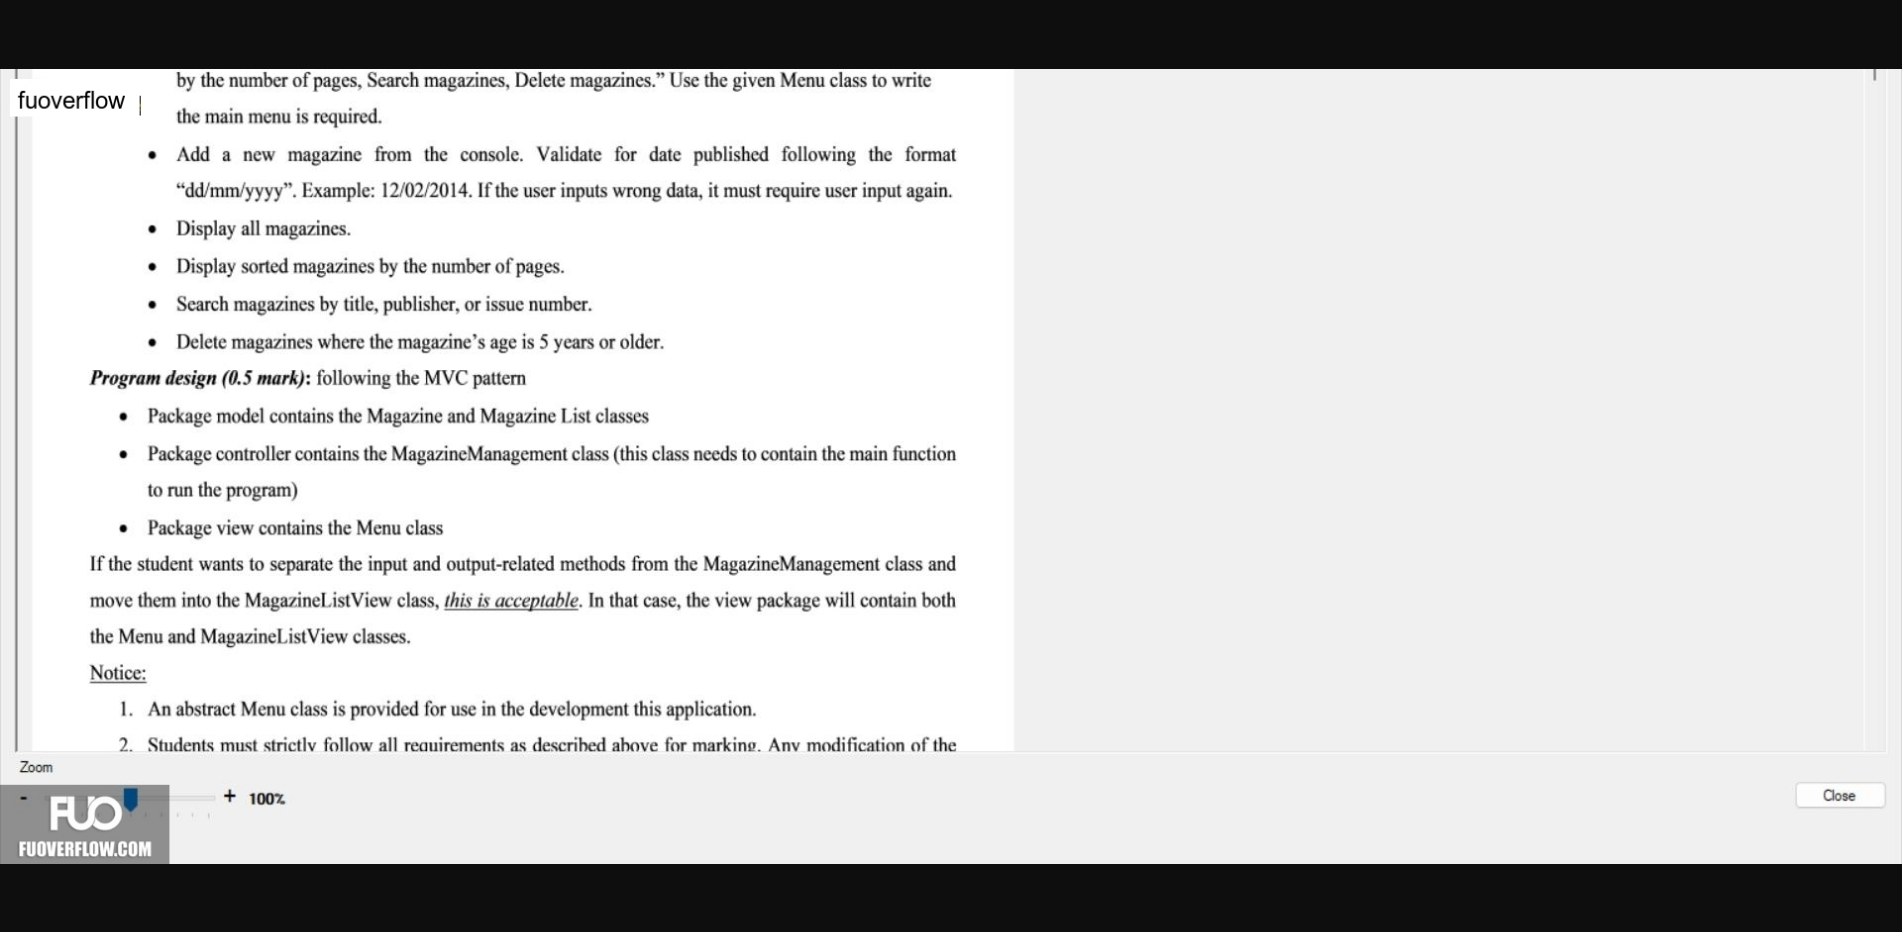 by the number of pages, Search magazines, Delete magazines.” Use the given Menu class to write
fuoverflow |
the main menu is required.
• Add a new magazine from the console. Validate for date published following the format
“dd/mm/yyyy”. Example: 12/02/2014. If the user inputs wrong data, it must require user input again.
• Display all magazines.
• Display sorted magazines by the number of pages.
• Search magazines by title, publisher, or issue number.
• Delete magazines where the magazine’s age is 5 years or older.
Program design (0.5 mark): following the MVC pattern
• Package model contains the Magazine and Magazine List classes
• Package controller contains the MagazineManagement class (this class needs to contain the main function
to run the program)
• Package view contains the Menu class
If the student wants to separate the input and output-related methods from the MagazineManagement class and
move them into the MagazineListView class, this is acceptable. In that case, the view package will contain both
the Menu and MagazineListView classes.
Notice:
1. An abstract Menu class is provided for use in the development this application.
2. Students must strictly follow all requirements as described above for marking. Any modification of the
Zoom
- + 100%
Close
FUO
FUOVERFLOW.COM